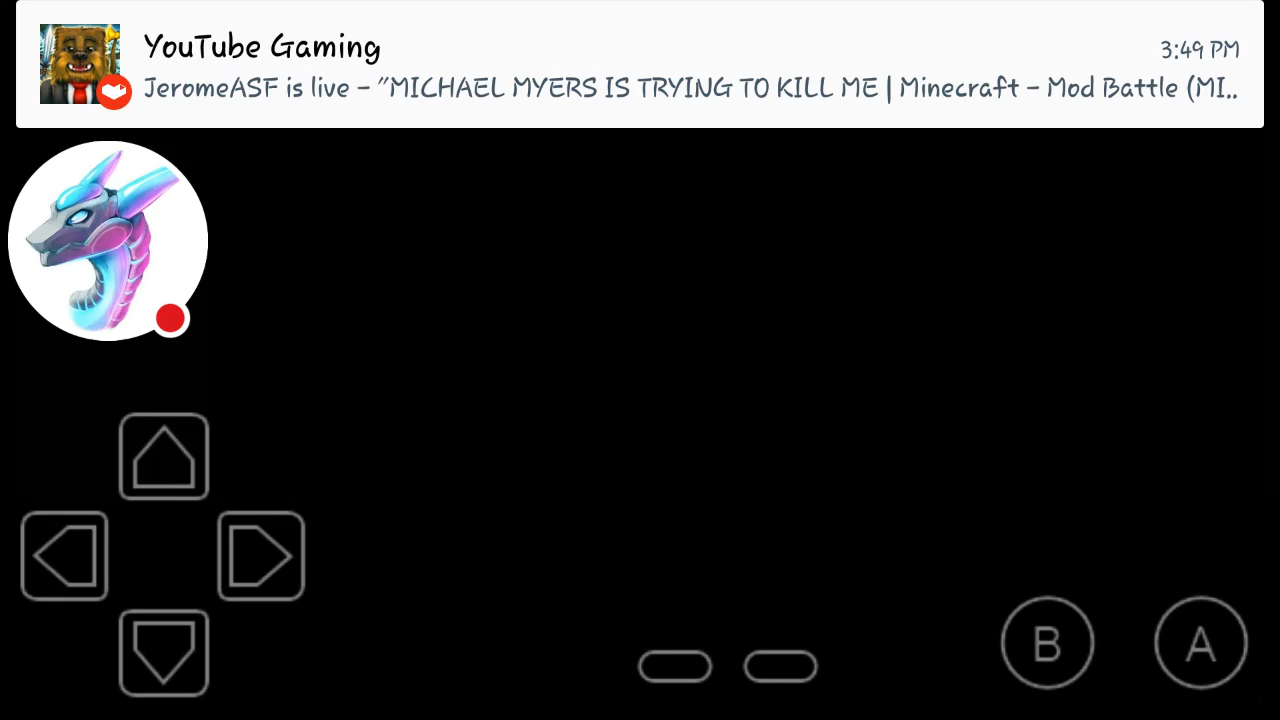 YouTube Gaming
3:49 PM
JeromeASF is live - "MICHAEL MYERS IS TRYING TO KILL ME | Minecraft - Mod Battle (MI..
B A